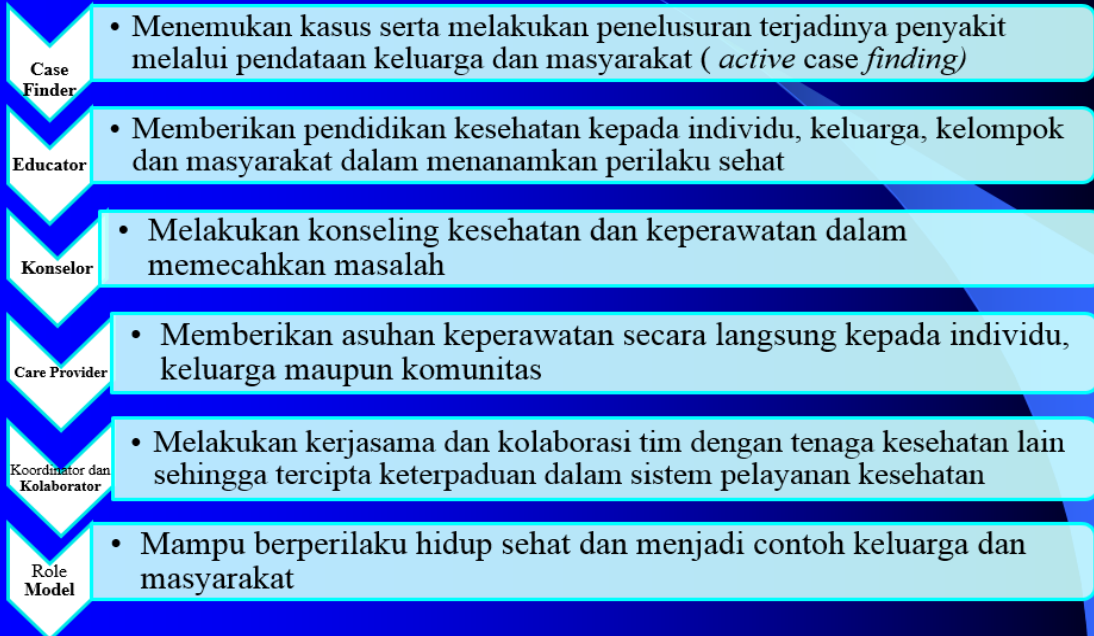 Case
Finder
• Menemukan kasus serta melakukan penelusuran terjadinya penyakit
melalui pendataan keluarga dan masyarakat ( active case finding)
Educator
• Memberikan pendidikan kesehatan kepada individu, keluarga, kelompok
dan masyarakat dalam menanamkan perilaku sehat
Konselor
• Melakukan konseling kesehatan dan keperawatan dalam
memecahkan masalah
Care Provider
• Memberikan asuhan keperawatan secara langsung kepada individu,
keluarga maupun komunitas
Koordinator dan
Kolaborator
• Melakukan kerjasama dan kolaborasi tim dengan tenaga kesehatan lain
sehingga tercipta keterpaduan dalam sistem pelayanan kesehatan
Role
Model
• Mampu berperilaku hidup sehat dan menjadi contoh keluarga dan
masyarakat